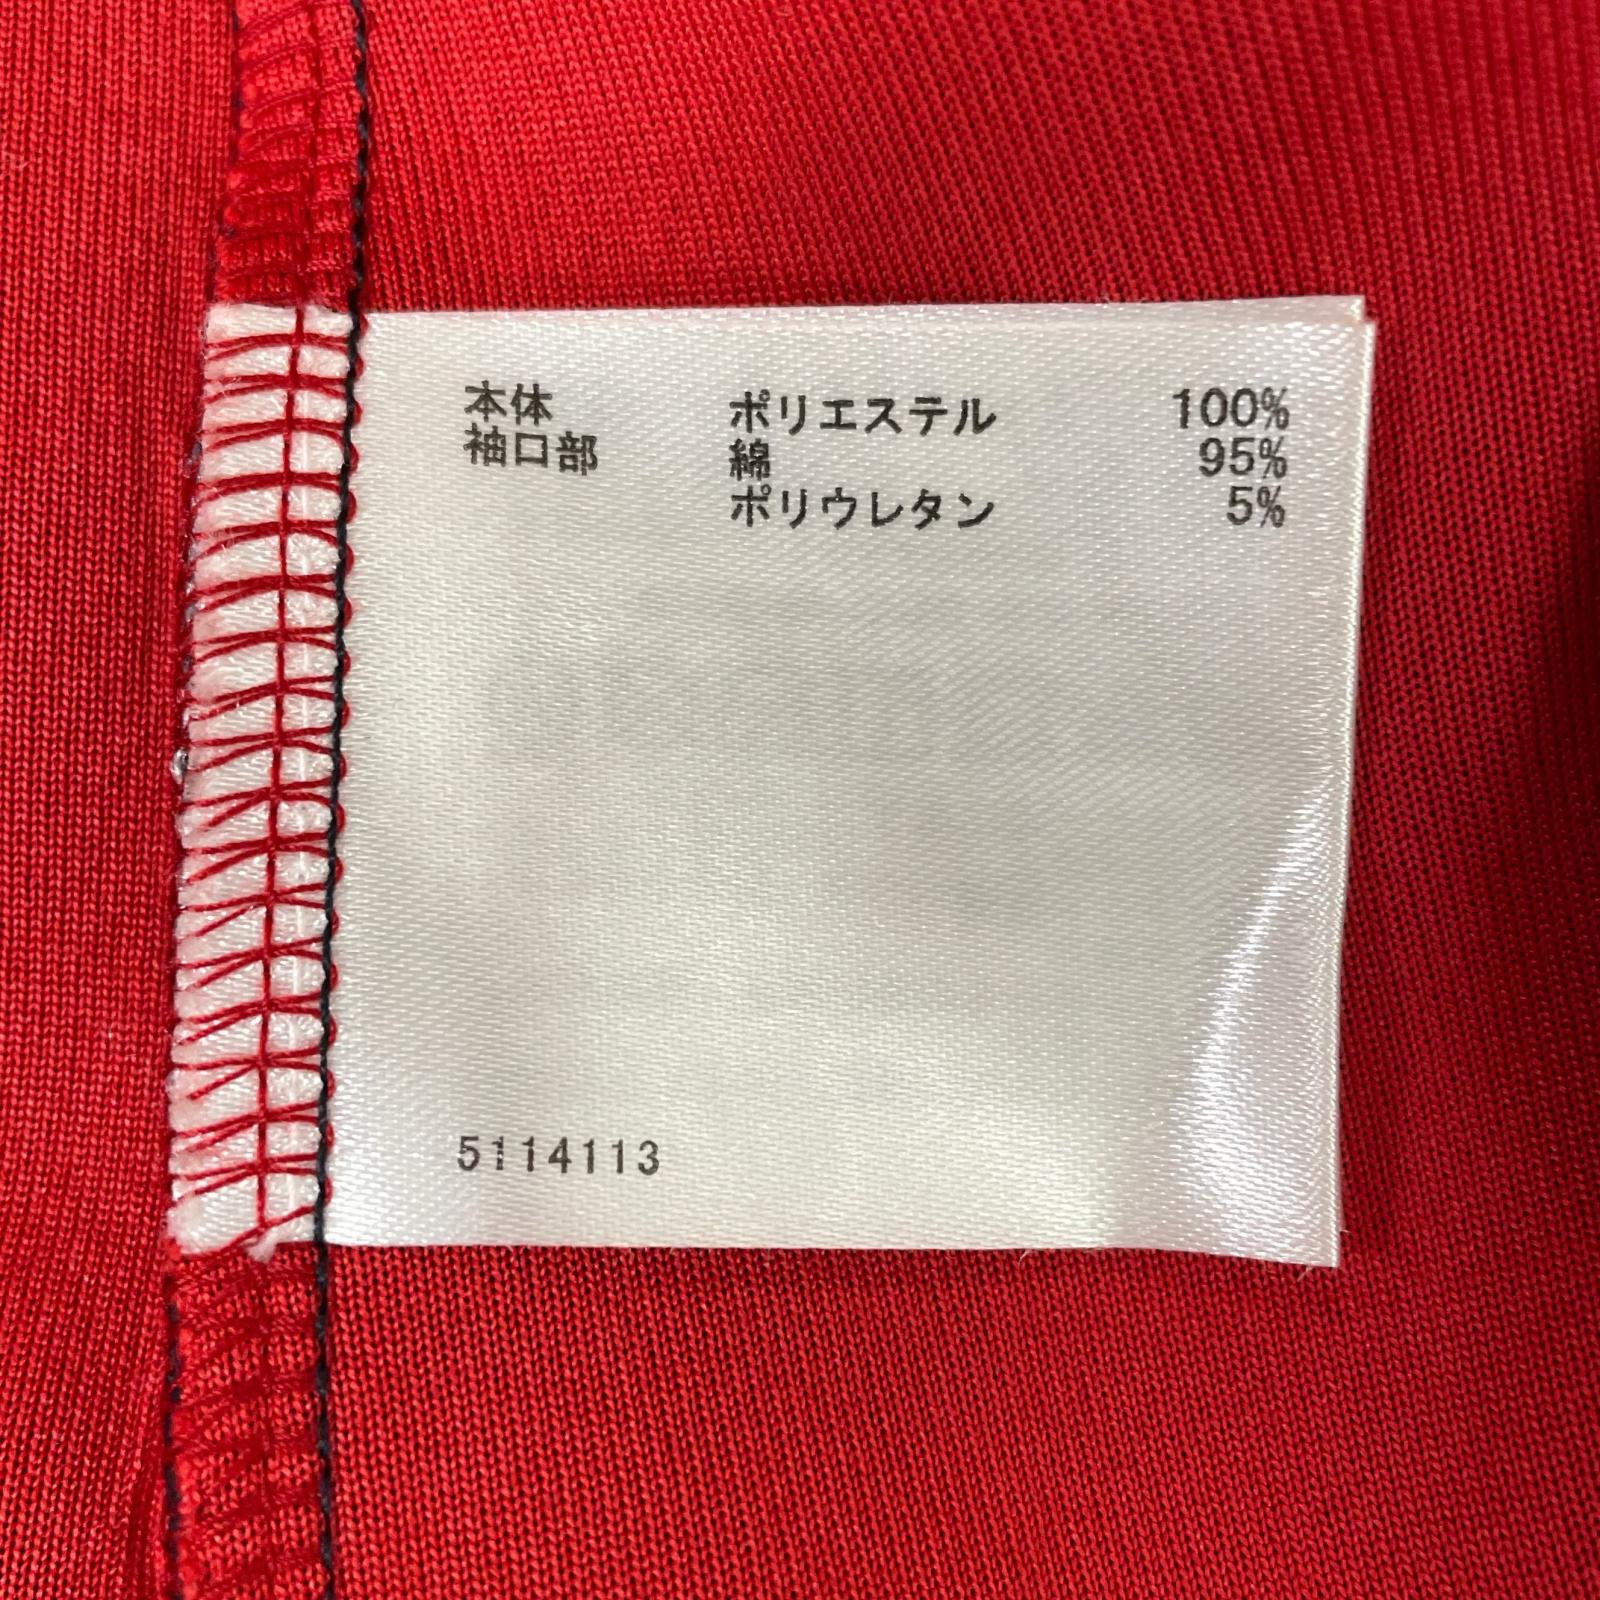 本体 ポリエステル 100%
袖口部 綿 95%
ポリウレタン 5%
5114113